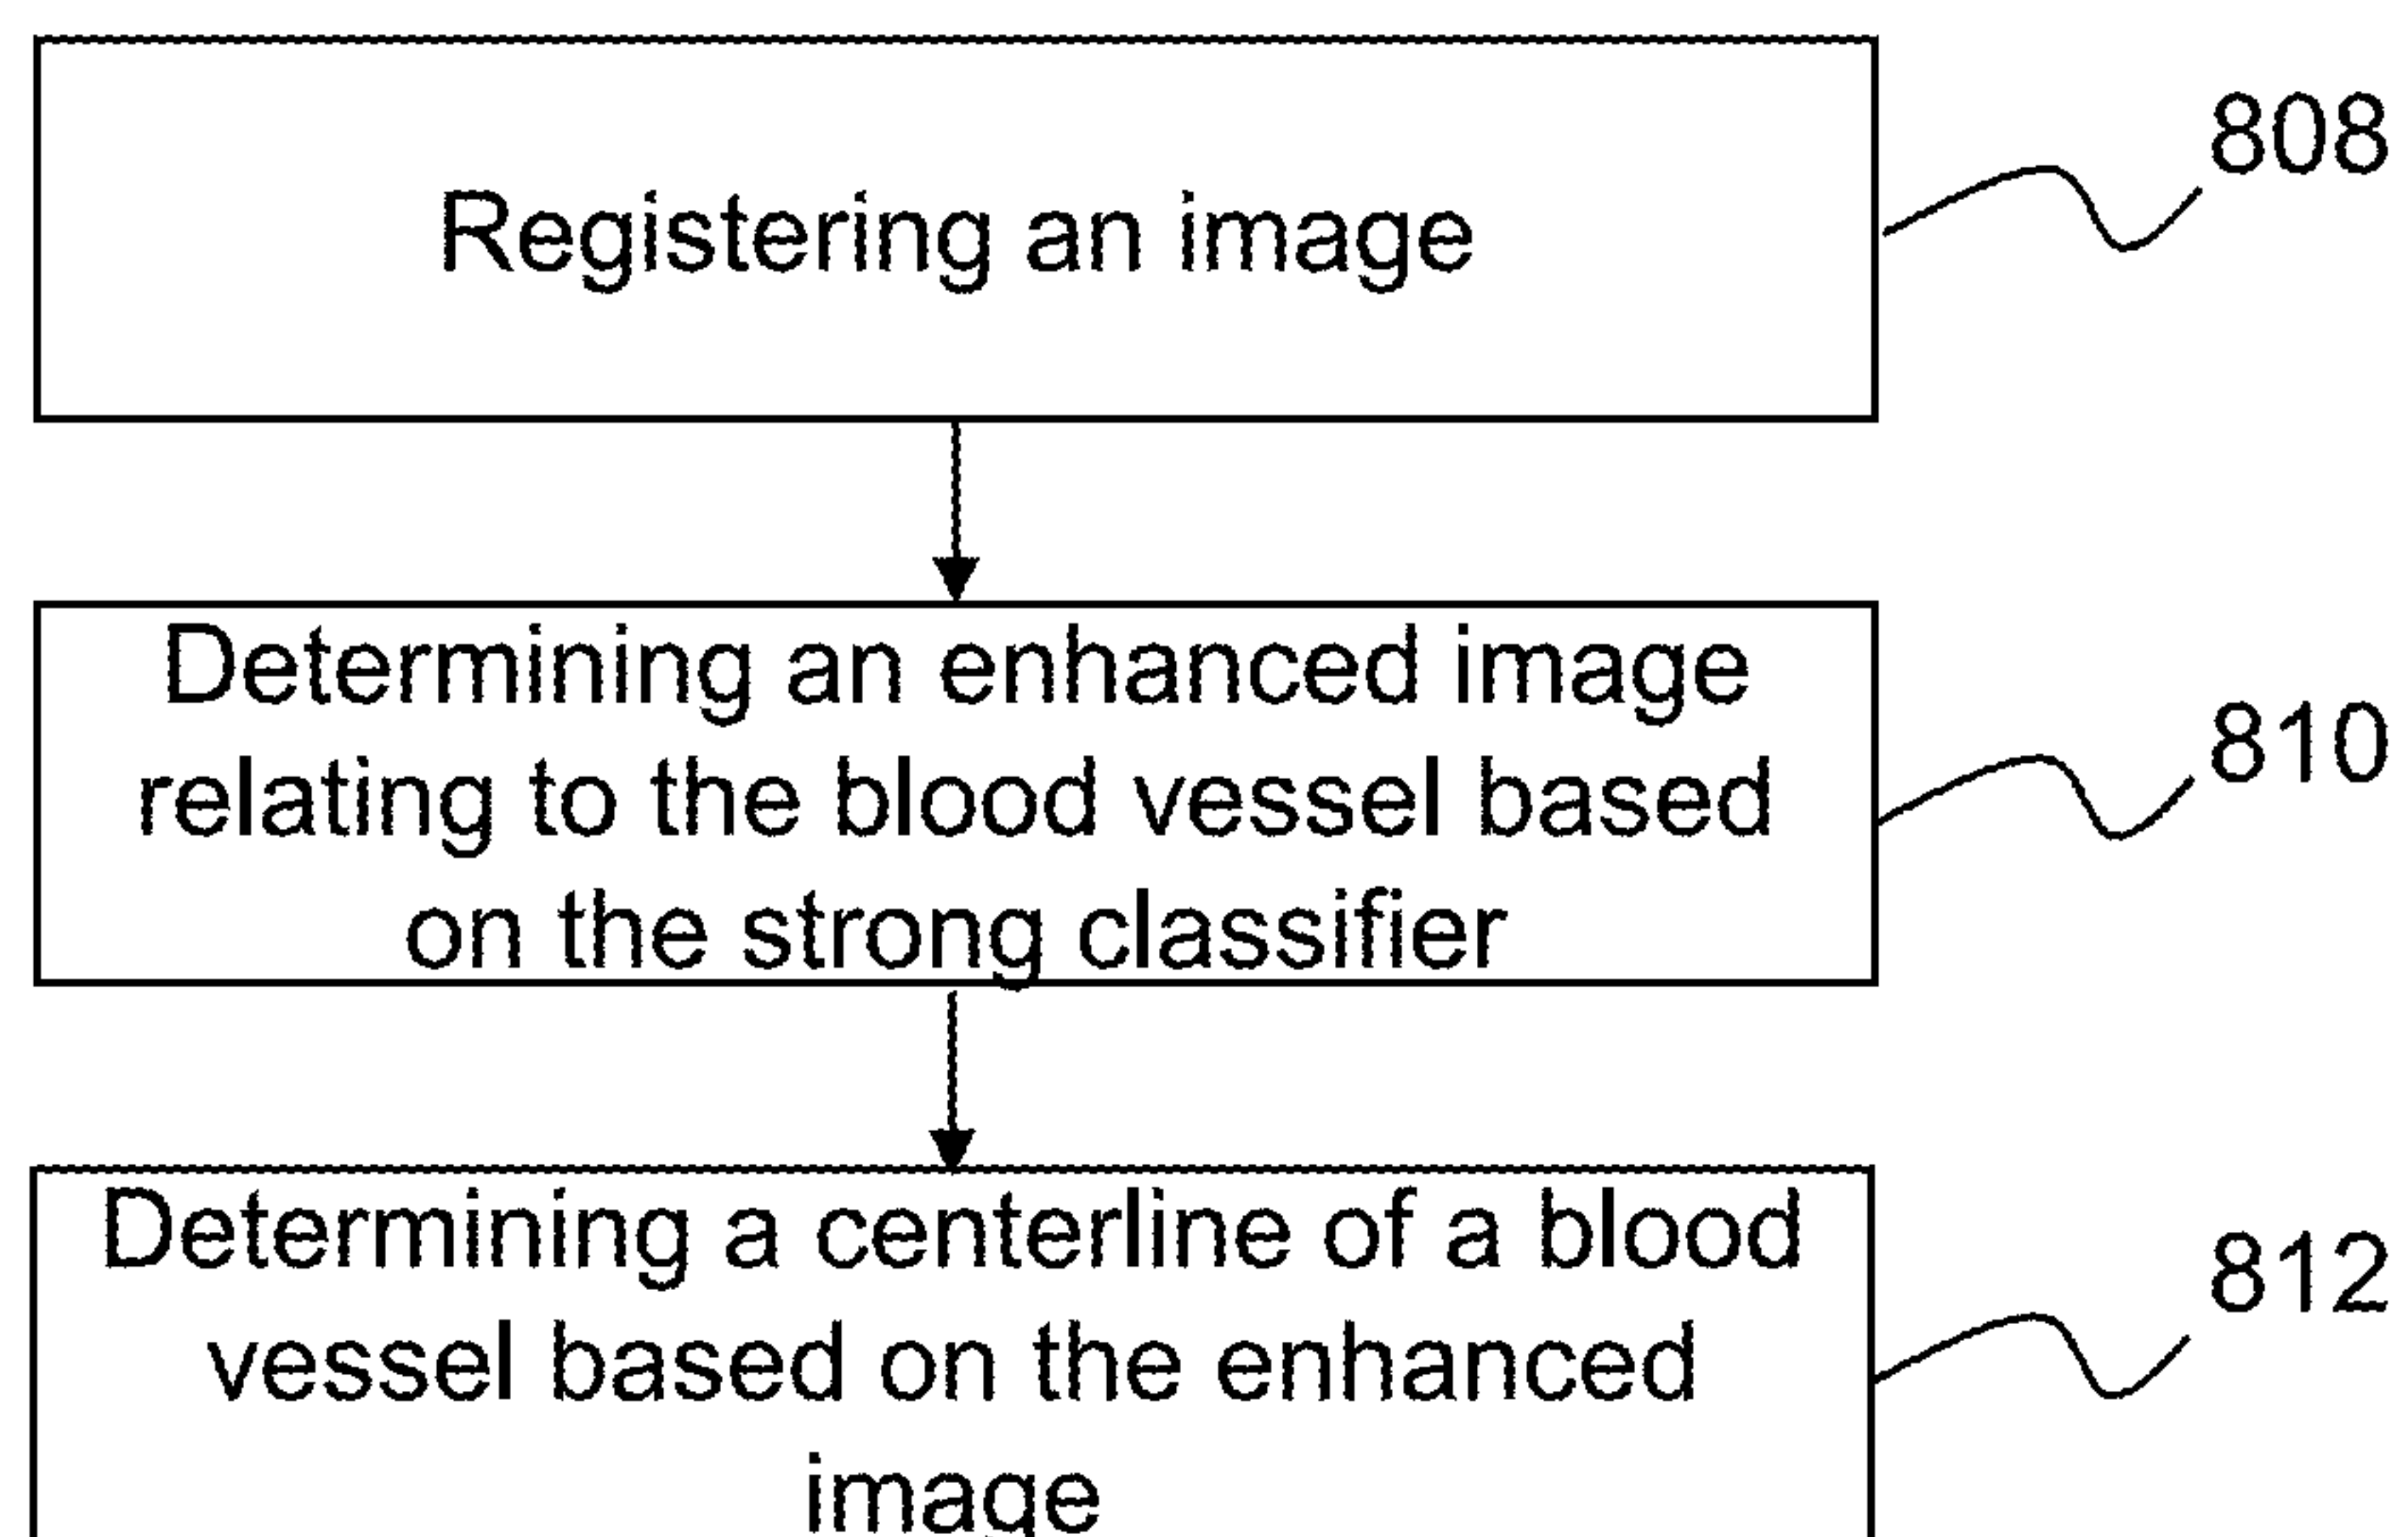 Registering an image
808
Determining an enhanced image
relating to the blood vessel based
on the strong classifier
810
Determining a centerline of a blood
vessel based on the enhanced
image
812